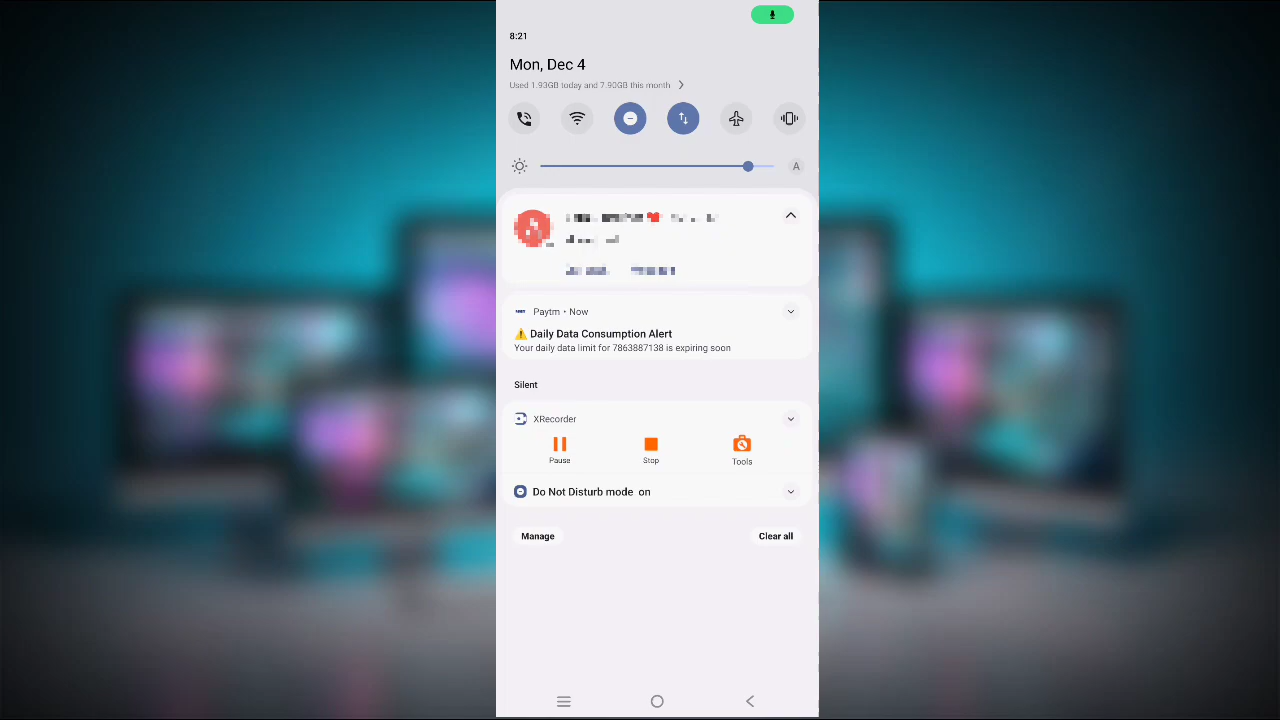 8:21
Mon, Dec 4
Used 1.93GB today and 7.90GB this month
A
Paytm • Now
⚠️ Daily Data Consumption Alert
Your daily data limit for 7863887138 is expiring soon
Silent
XRecorder
Pause Stop Tools
Do Not Disturb mode on
Manage Clear all